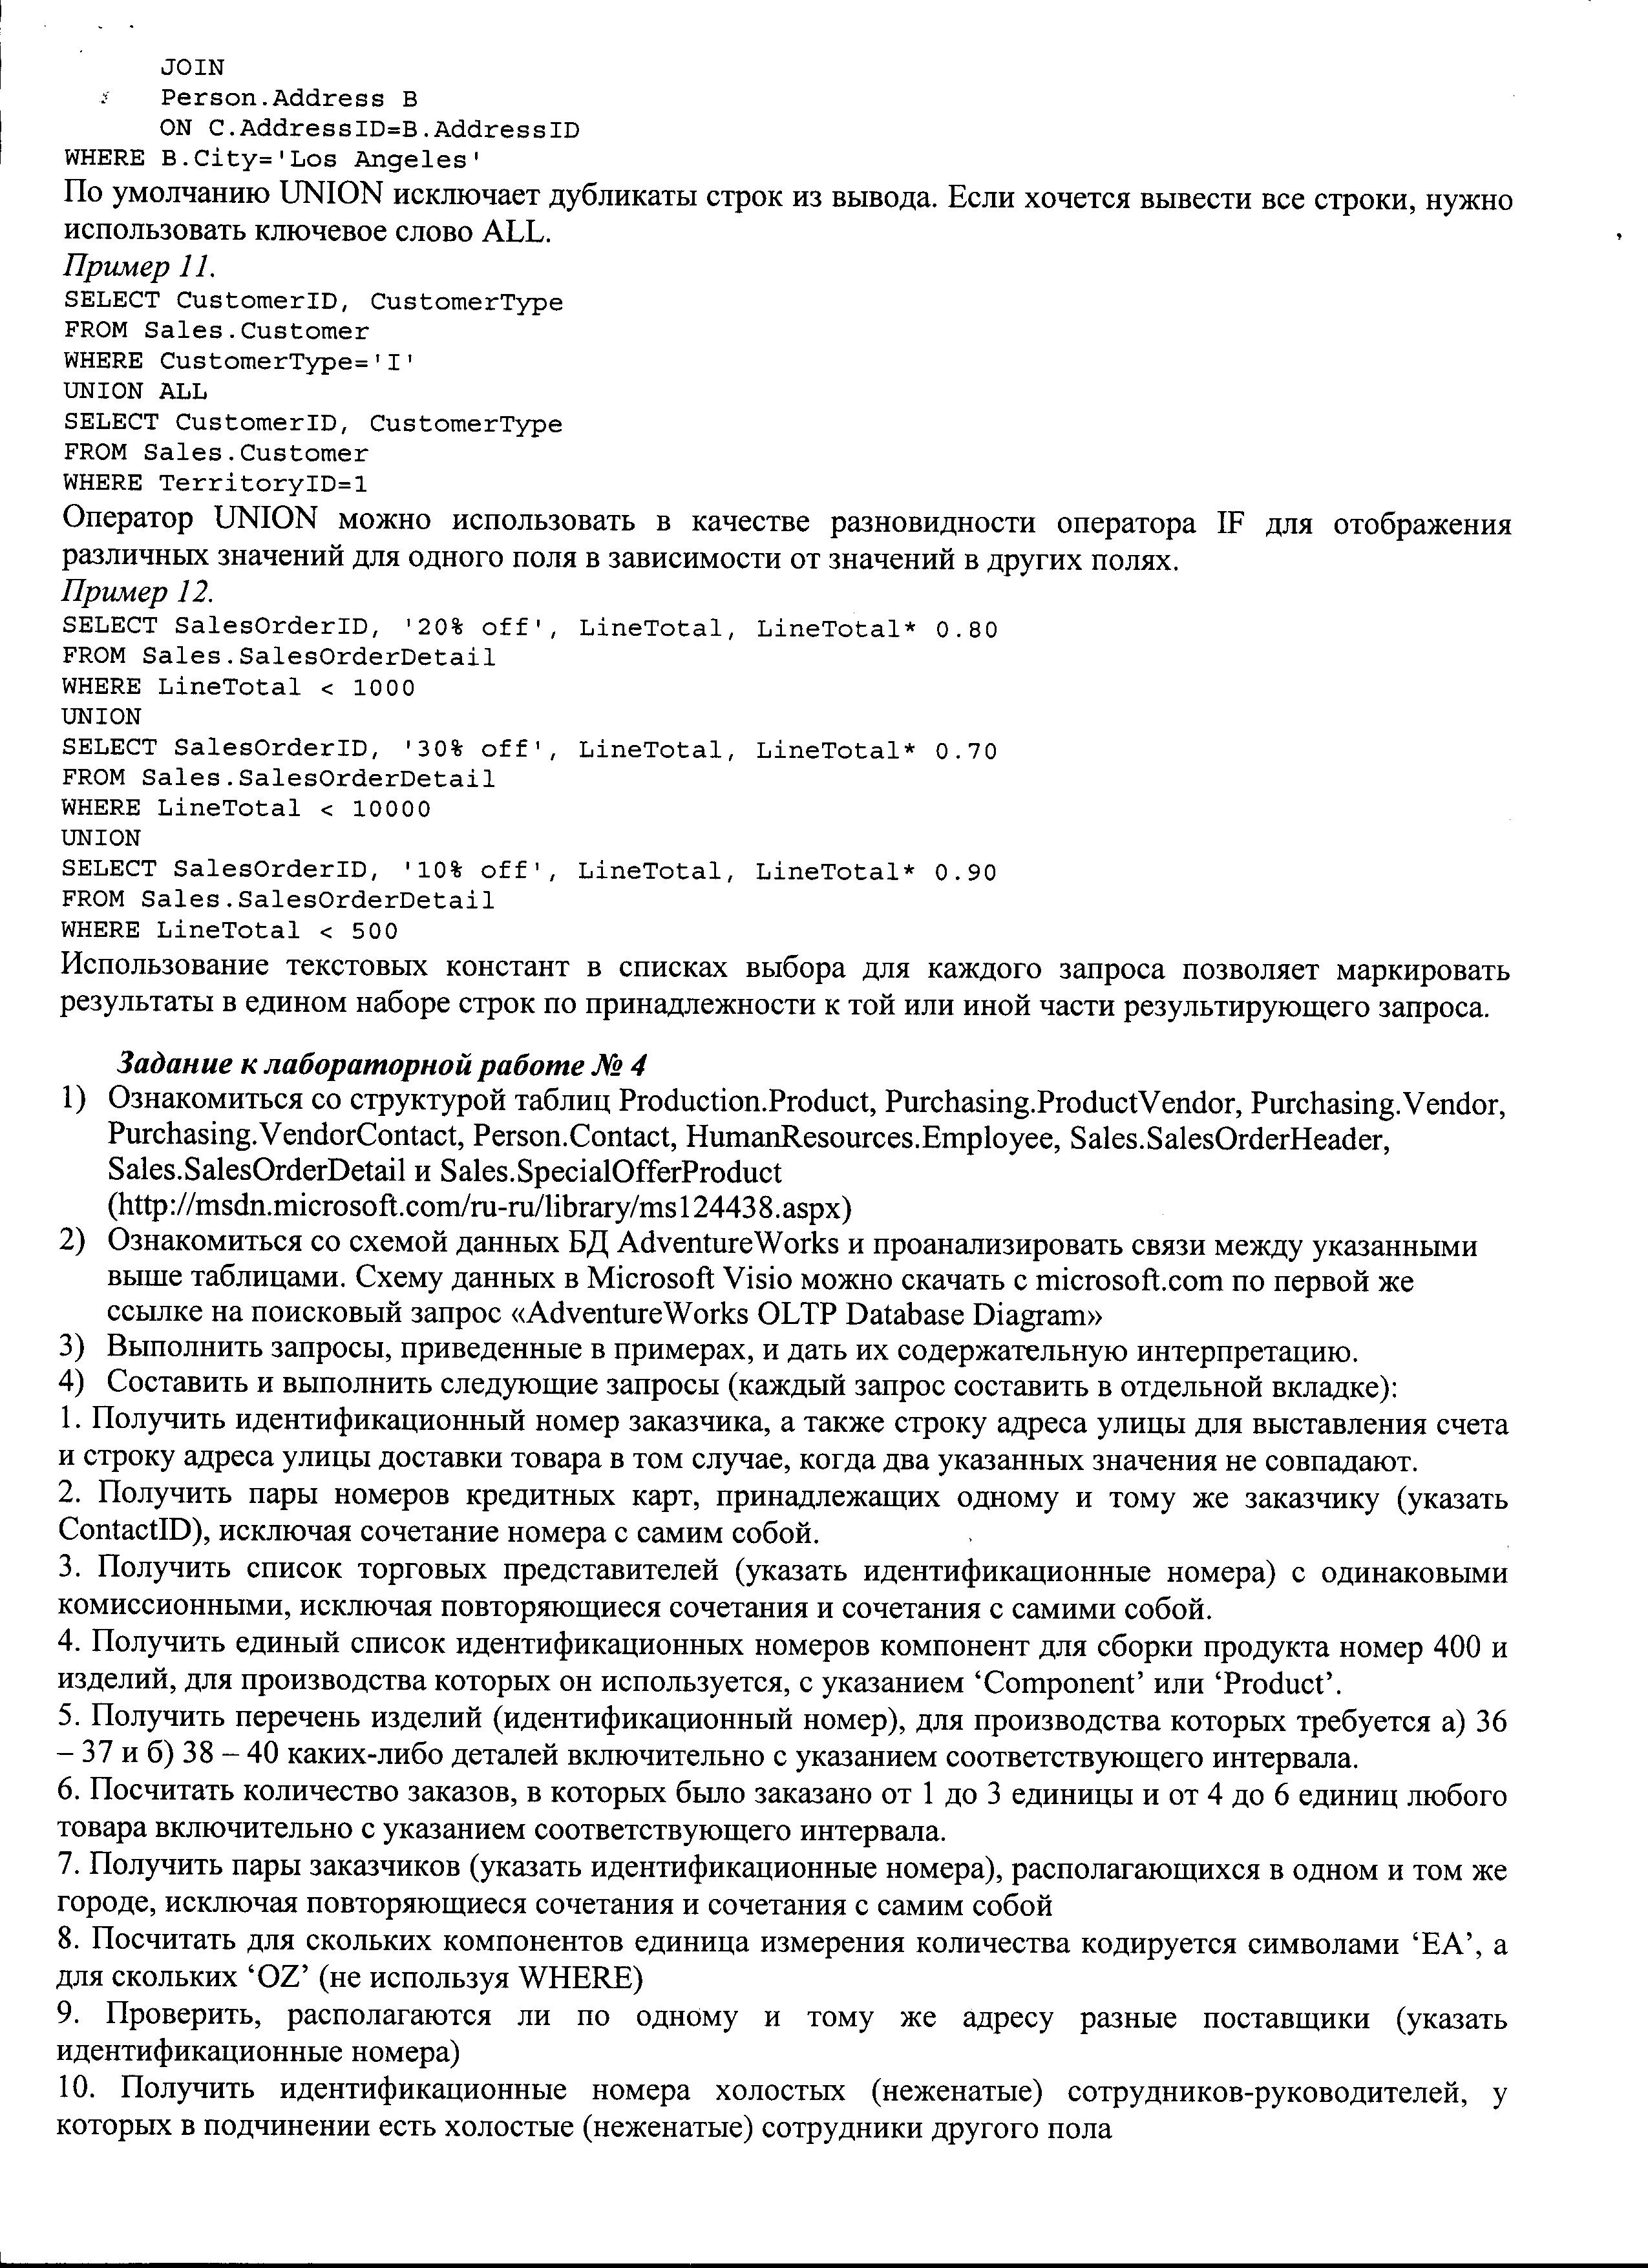 JOIN
Person.Address B
ON C.AddressID=B.AddressID
WHERE B.City='Los Angeles'
По умолчанию UNION исключает дубликаты строк из вывода. Если хочется вывести все строки, нужно
использовать ключевое слово ALL.
Пример 11.
SELECT CustomerID, CustomerType
FROM Sales.Customer
WHERE CustomerType='I'
UNION ALL
SELECT CustomerID, CustomerType
FROM Sales.Customer
WHERE TerritoryID=1
Оператор UNION можно использовать в качестве разновидности оператора IF для отображения
различных значений для одного поля в зависимости от значений в других полях.
Пример 12.
SELECT SalesOrderID, '20% off', LineTotal, LineTotal* 0.80
FROM Sales.SalesOrderDetail
WHERE LineTotal < 1000
UNION
SELECT SalesOrderID, '30% off', LineTotal, LineTotal* 0.70
FROM Sales.SalesOrderDetail
WHERE LineTotal < 10000
UNION
SELECT SalesOrderID, '10% off', LineTotal, LineTotal* 0.90
FROM Sales.SalesOrderDetail
WHERE LineTotal < 500
Использование текстовых констант в списках выбора для каждого запроса позволяет маркировать
результаты в едином наборе строк по принадлежности к той или иной части результирующего запроса.
Задание к лабораторной работе № 4
1) Ознакомиться со структурой таблиц Production.Product, Purchasing.ProductVendor, Purchasing.Vendor,
Purchasing.VendorContact, Person.Contact, HumanResources.Employee, Sales.SalesOrderHeader,
Sales.SalesOrderDetail и Sales.SpecialOfferProduct
(http://msdn.microsoft.com/ru-ru/library/ms124438.aspx)
2) Ознакомиться со схемой данных БД AdventureWorks и проанализировать связи между указанными
выше таблицами. Схему данных в Microsoft Visio можно скачать с microsoft.com по первой же
ссылке на поисковый запрос «AdventureWorks OLTP Database Diagram»
3) Выполнить запросы, приведенные в примерах, и дать их содержательную интерпретацию.
4) Составить и выполнить следующие запросы (каждый запрос составить в отдельной вкладке):
1. Получить идентификационный номер заказчика, а также строку адреса улицы для выставления счета
и строку адреса улицы доставки товара в том случае, когда два указанных значения не совпадают.
2. Получить пары номеров кредитных карт, принадлежащих одному и тому же заказчику (указать
ContactID), исключая сочетание номера с самим собой.
3. Получить список торговых представителей (указать идентификационные номера) с одинаковыми
комиссионными, исключая повторяющиеся сочетания и сочетания с самими собой.
4. Получить единый список идентификационных номеров компонент для сборки продукта номер 400 и
изделий, для производства которых он используется, с указанием ‘Component’ или ‘Product’.
5. Получить перечень изделий (идентификационный номер), для производства которых требуется а) 36
– 37 и б) 38 – 40 каких-либо деталей включительно с указанием соответствующего интервала.
6. Посчитать количество заказов, в которых было заказано от 1 до 3 единицы и от 4 до 6 единиц любого
товара включительно с указанием соответствующего интервала.
7. Получить пары заказчиков (указать идентификационные номера), располагающихся в одном и том же
городе, исключая повторяющиеся сочетания и сочетания с самим собой
8. Посчитать для скольких компонентов единица измерения количества кодируется символами ‘EA’, а
для скольких ‘OZ’ (не используя WHERE)
9. Проверить, располагаются ли по одному и тому же адресу разные поставщики (указать
идентификационные номера)
10. Получить идентификационные номера холостых (неженатые) сотрудников-руководителей, у
которых в подчинении есть холостые (неженатые) сотрудники другого пола